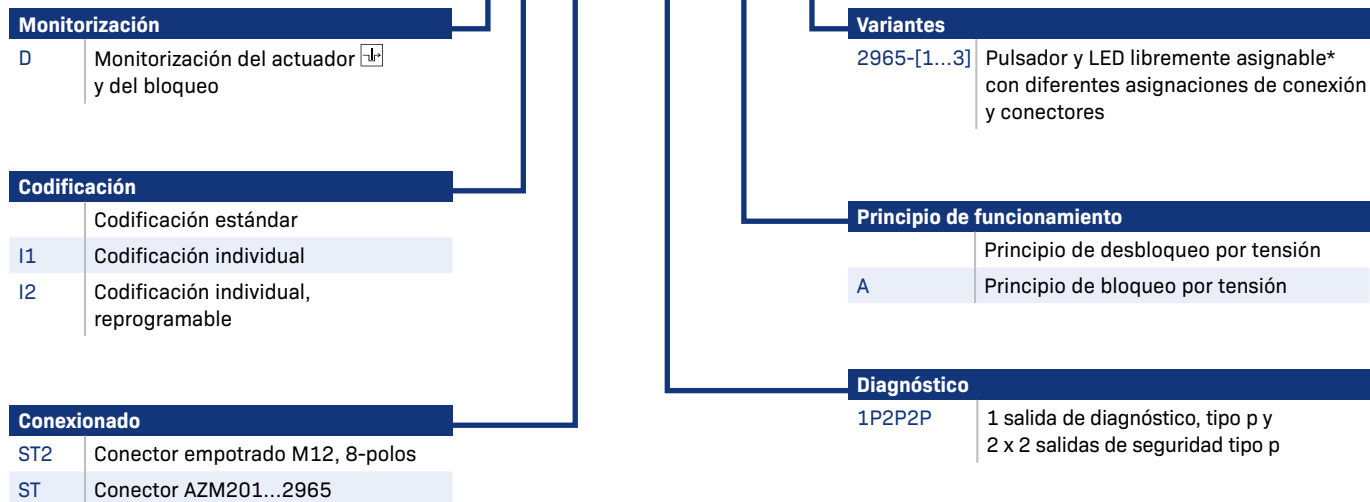 Monitorización
D Monitorización del actuador
y del bloqueo
Codificación
Codificación estándar
I1 Codificación individual
I2 Codificación individual,
reprogramable
Conexionado
ST2 Conector empotrado M12, 8-polos
ST Conector AZM201...2965
Variantes
2965-[1...3] Pulsador y LED libremente asignable*
con diferentes asignaciones de conexión
y conectores
Principio de funcionamiento
Principio de desbloqueo por tensión
A Principio de bloqueo por tensión
Diagnóstico
1P2P2P 1 salida de diagnóstico, tipo p y
2 x 2 salidas de seguridad tipo p